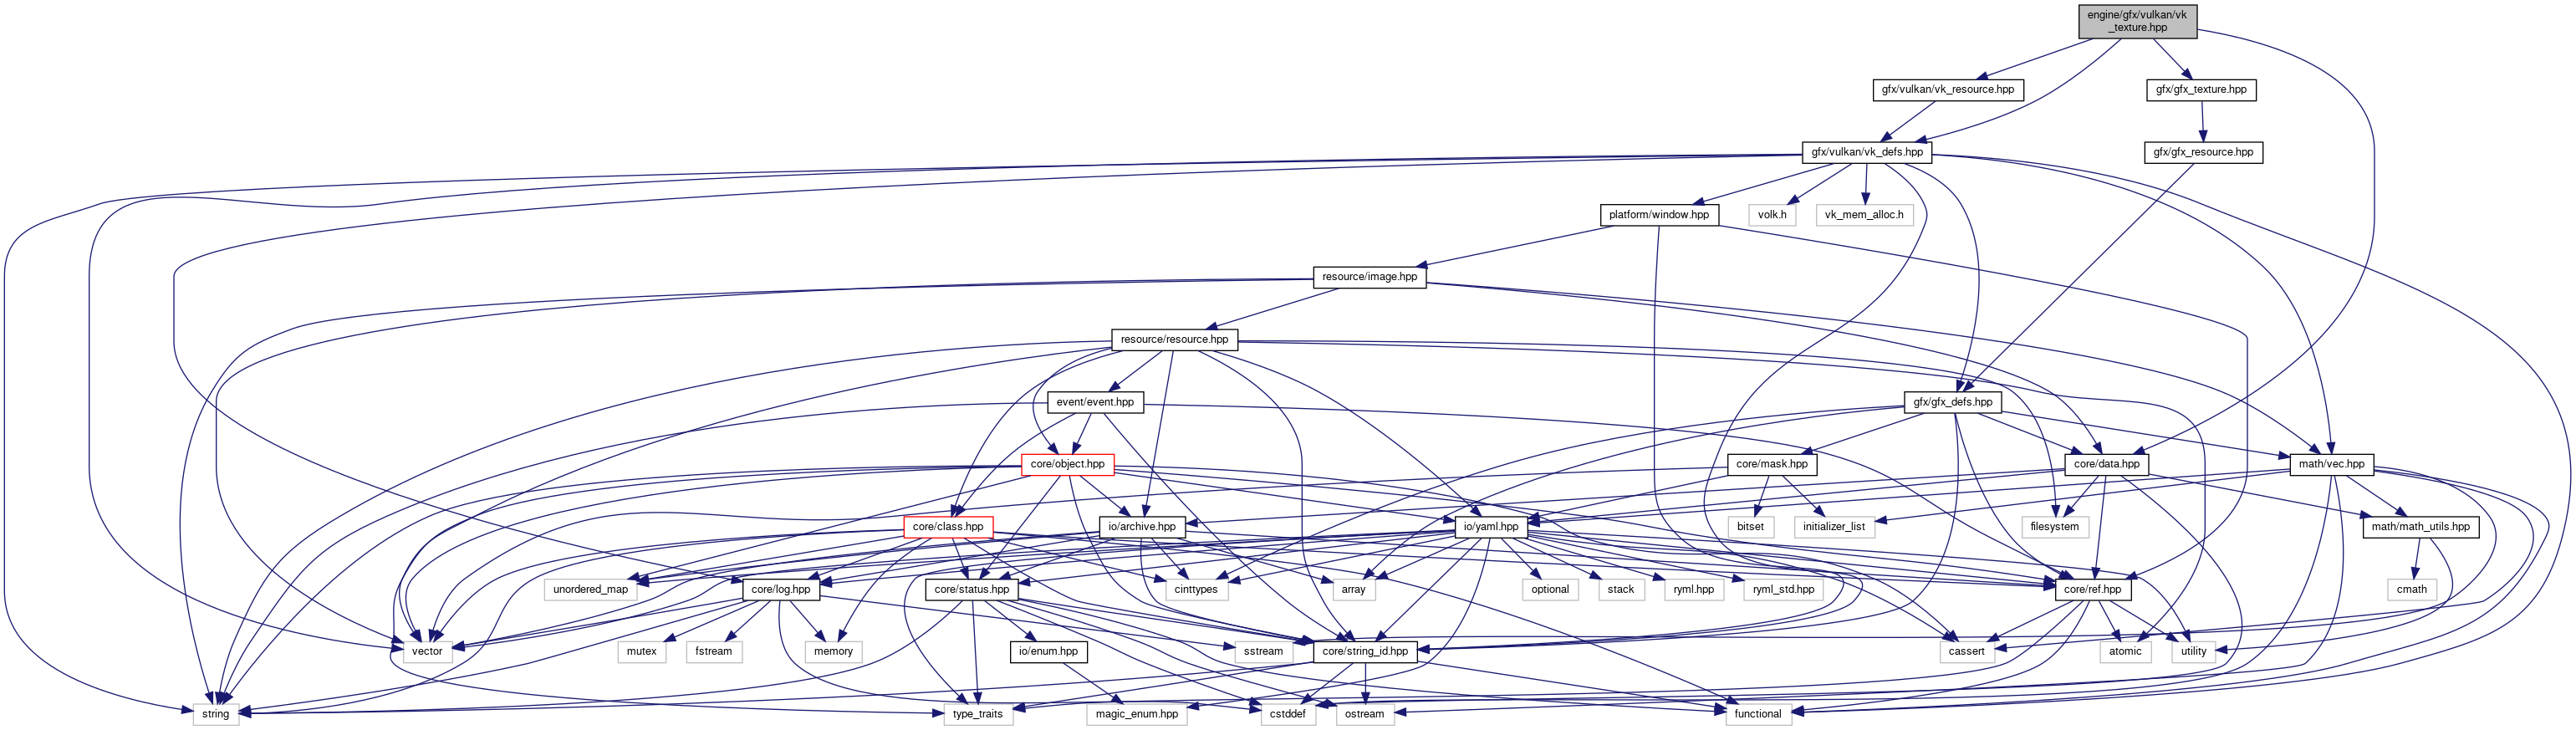 engine/gfx/vulkan/vk
_texture.hpp
gfx/vulkan/vk_resource.hpp
gfx/gfx_texture.hpp
gfx/vulkan/vk_defs.hpp
gfx/gfx_resource.hpp
platform/window.hpp
volk.h
vk_mem_alloc.h
resource/image.hpp
resource/resource.hpp
event/event.hpp
gfx/gfx_defs.hpp
core/object.hpp
core/mask.hpp
core/data.hpp
math/vec.hpp
core/class.hpp
io/archive.hpp
io/yaml.hpp
bitset
initializer_list
filesystem
math/math_utils.hpp
unordered_map
core/log.hpp
core/status.hpp
cinttypes
array
optional
stack
ryml.hpp
ryml_std.hpp
core/ref.hpp
cmath
vector
mutex
fstream
memory
io/enum.hpp
sstream
core/string_id.hpp
cassert
atomic
utility
string
type_traits
magic_enum.hpp
cstddef
ostream
functional